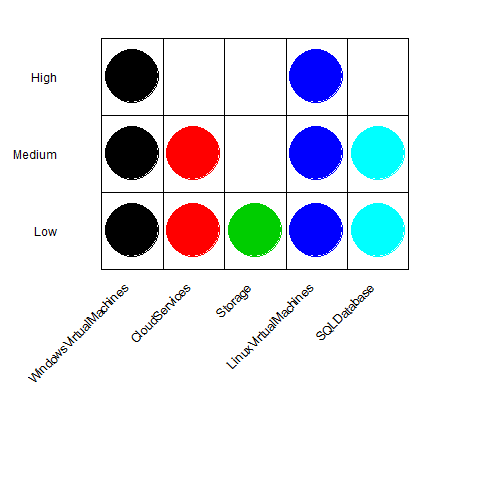 High
Medium
Low
WindowsVirtualMachines
CloudServices
Storage
LinuxVirtualMachines
SQLDatabase